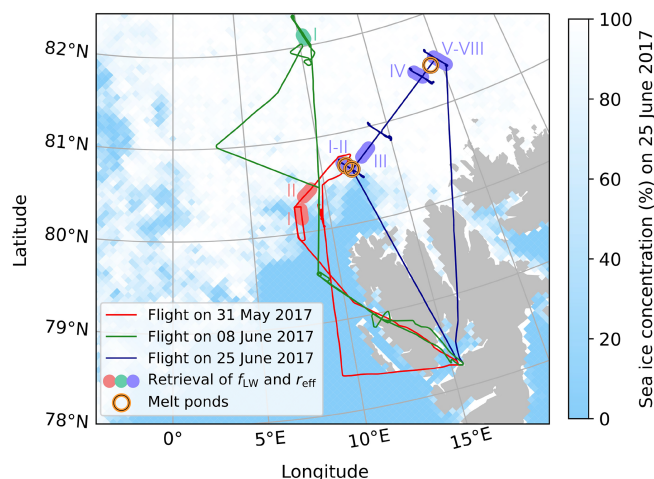 82°N
81°N
80°N
79°N
78°N
Latitude
I
V-VIII
IV
I-II
III
II
I
Flight on 31 May 2017
Flight on 08 June 2017
Flight on 25 June 2017
Retrieval of fLW and reff
Melt ponds
0°
5°E
10°E
15°E
Longitude
100
80
60
40
20
0
Sea ice concentration (%) on 25 June 2017